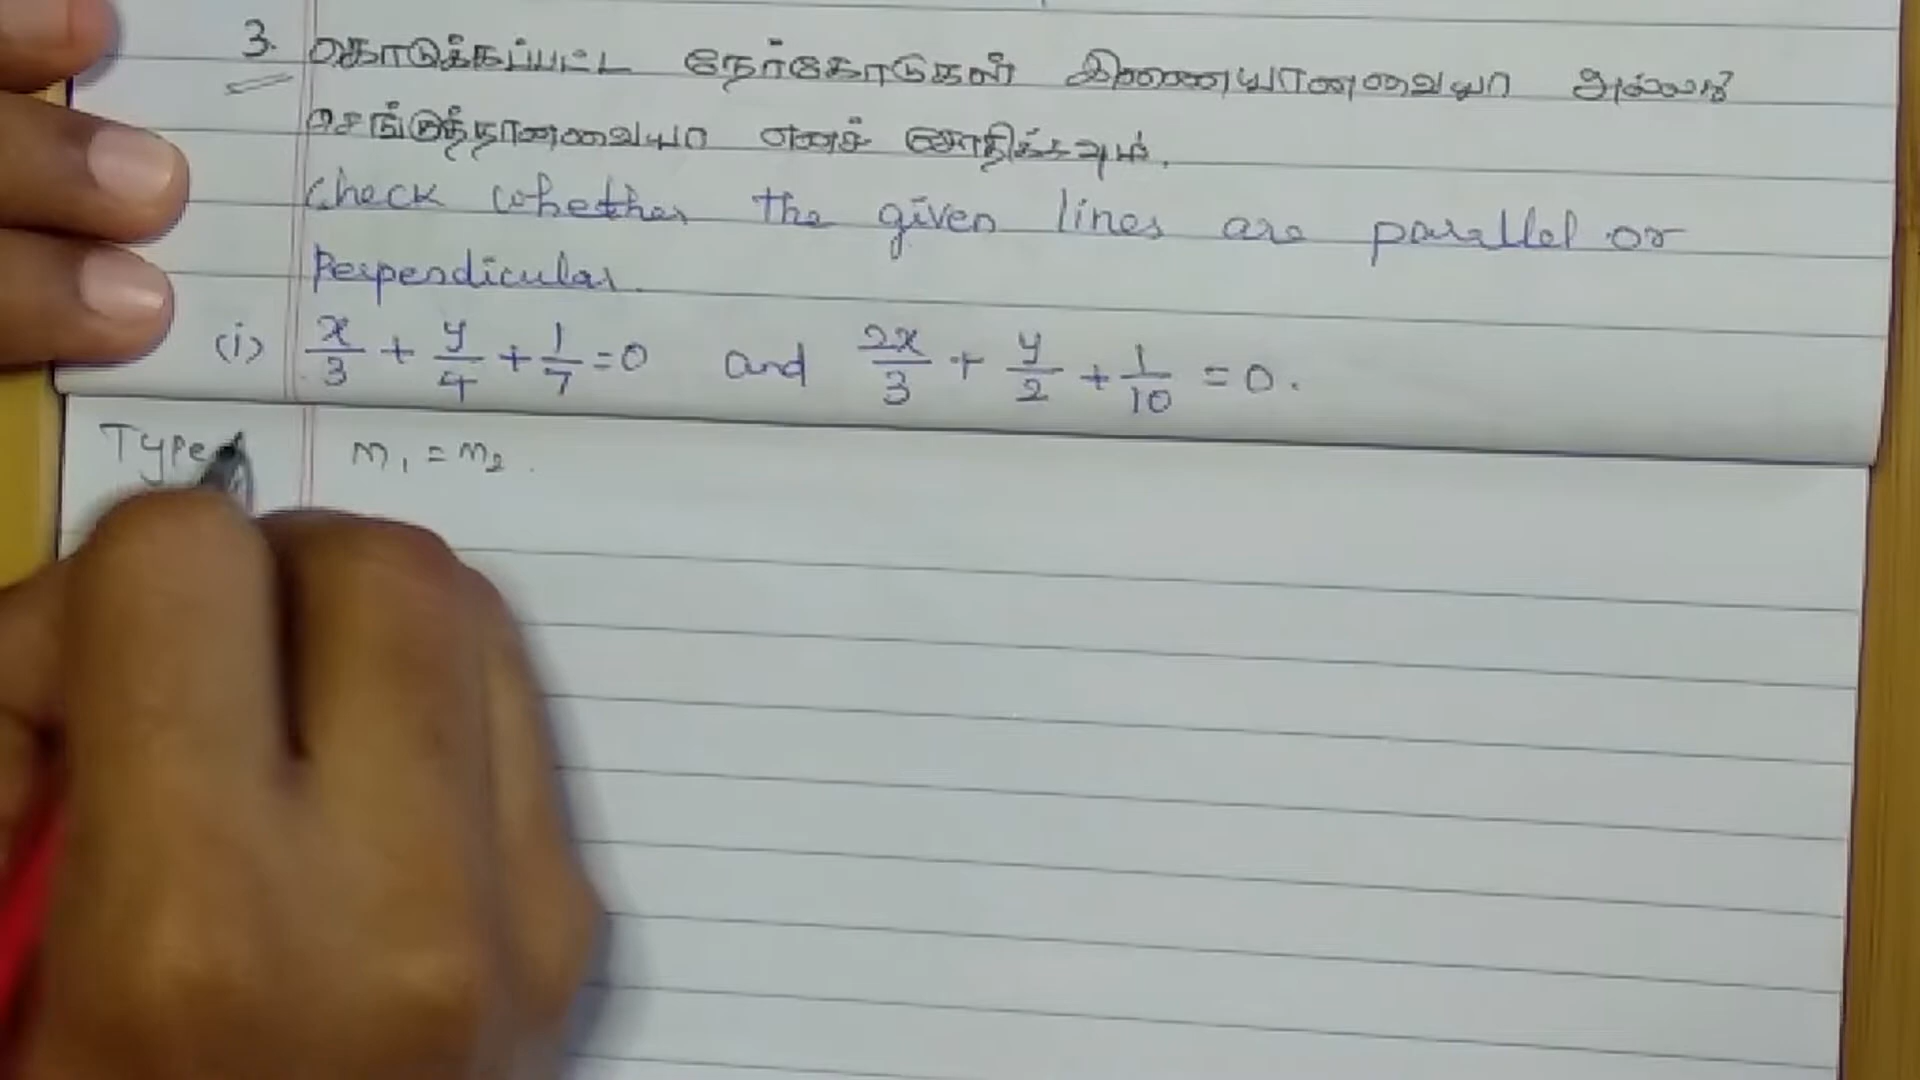 3. கொடுக்கப்பட்ட நேர்கோடுகள் இணையானவையா அல்லது
செங்குத்தானவையா எனச் சோதிக்கவும்.
check whether the given lines are parallel or
Perpendicular.
(i) x/3 + y/4 + 1/7 = 0 and 2x/3 + y/2 + 1/10 = 0.
Type m₁ = m₂.